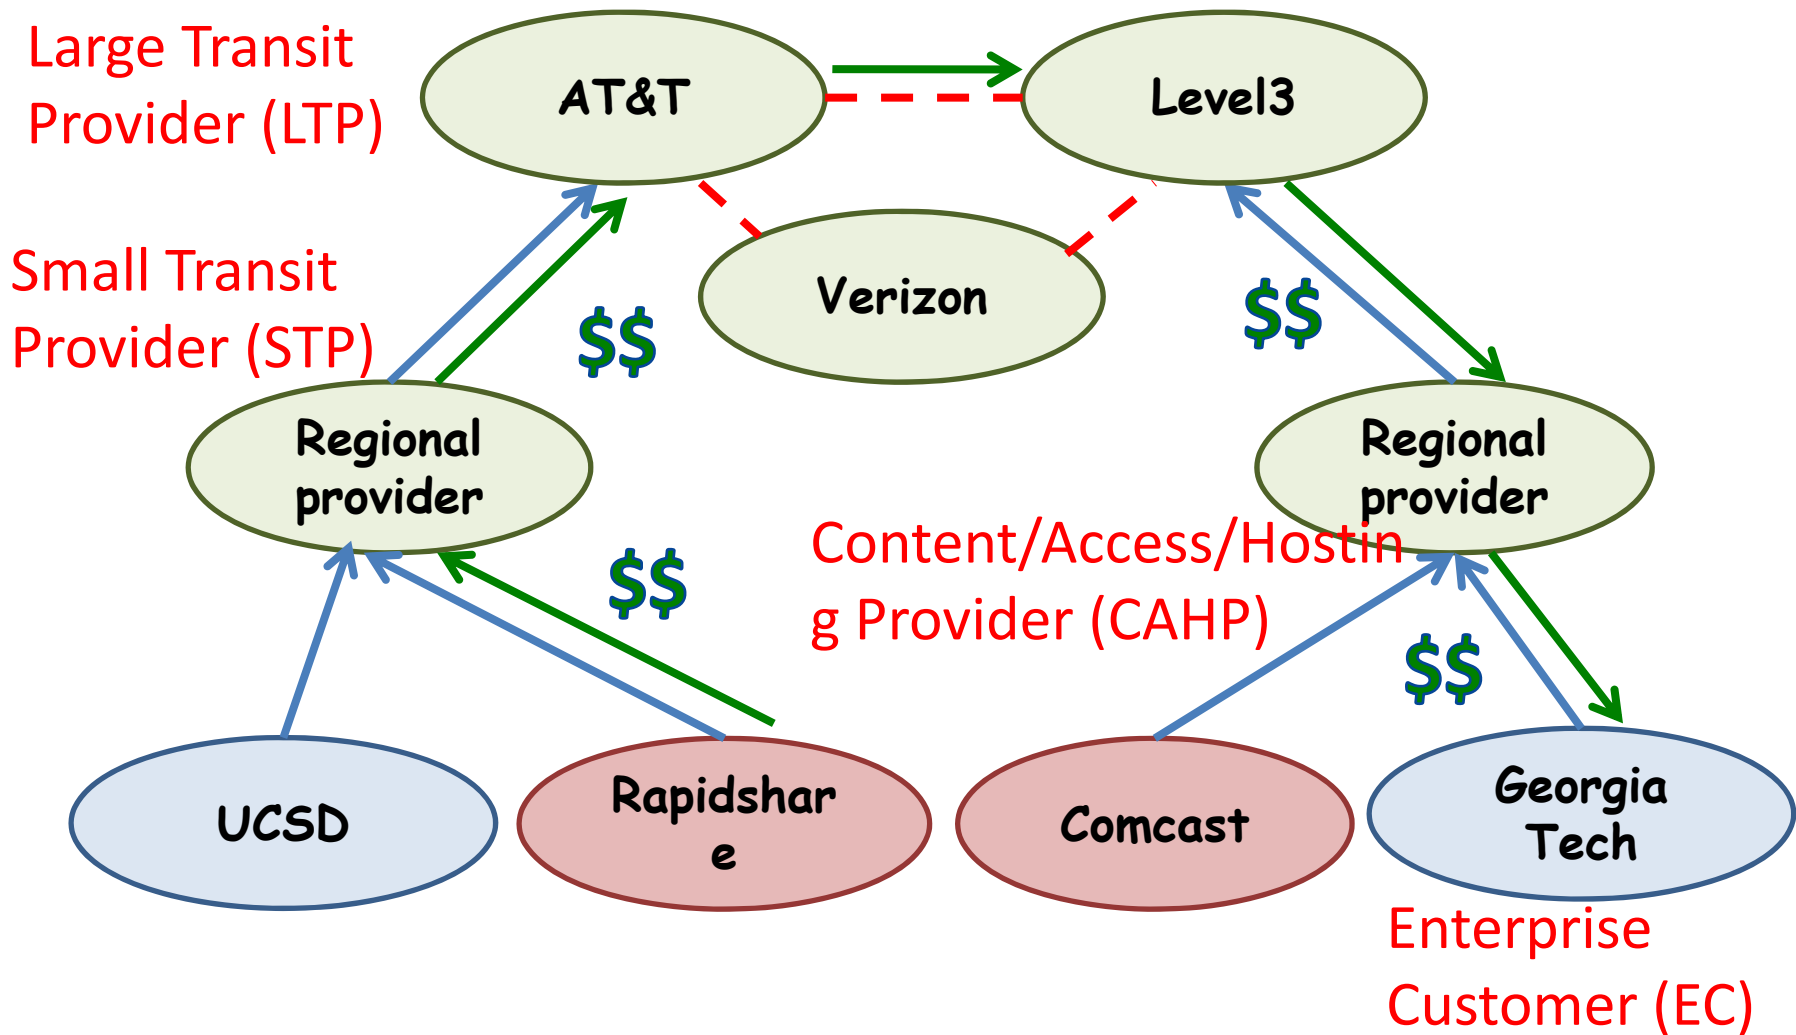 Large Transit
Provider (LTP)
AT&T
Level3
Small Transit
Provider (STP)
Verizon
$$
$$
Regional
provider
Regional
provider
Content/Access/Hostin
g Provider (CAHP)
$$
$$
UCSD
Rapidshar
e
Comcast
Georgia
Tech
Enterprise
Customer (EC)